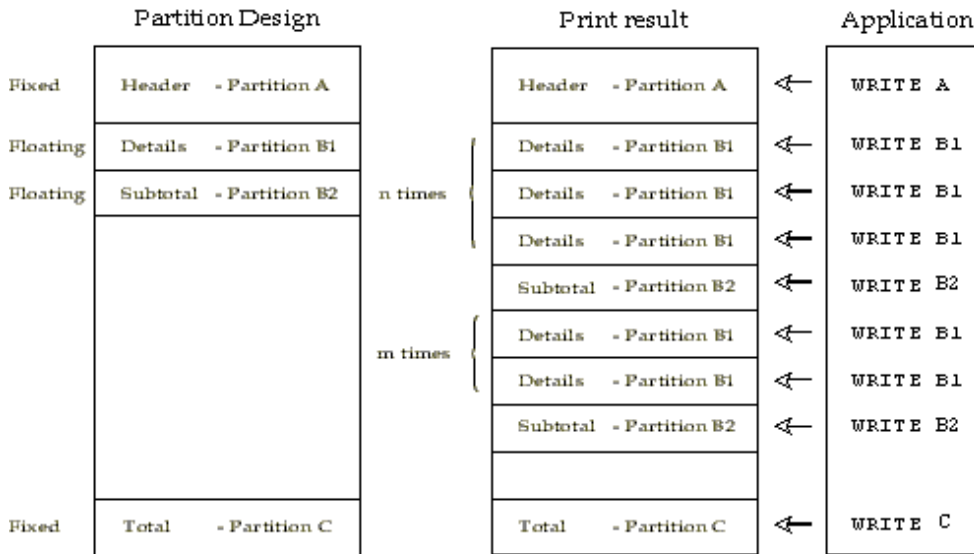 Partition Design Print result Application
Fixed Header - Partition A Header - Partition A WRITE A
Floating Details - Partition B1 Details - Partition B1 WRITE B1
Floating Subtotal - Partition B2 n times Details - Partition B1 WRITE B1
Details - Partition B1 WRITE B1
Subtotal - Partition B2 WRITE B2
Details - Partition B1 WRITE B1
m times
Details - Partition B1 WRITE B1
Subtotal - Partition B2 WRITE B2
Fixed Total - Partition C Total - Partition C WRITE C